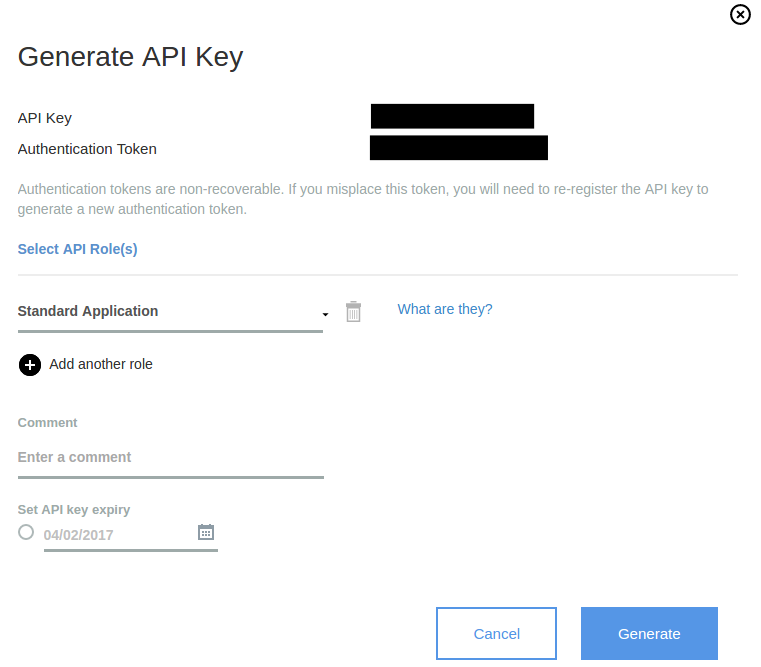 Generate API Key
API Key
Authentication Token
Authentication tokens are non-recoverable. If you misplace this token, you will need to re-register the API key to
generate a new authentication token.
Select API Role(s)
Standard Application
What are they?
Add another role
Comment
Enter a comment
Set API key expiry
04/02/2017
Cancel
Generate